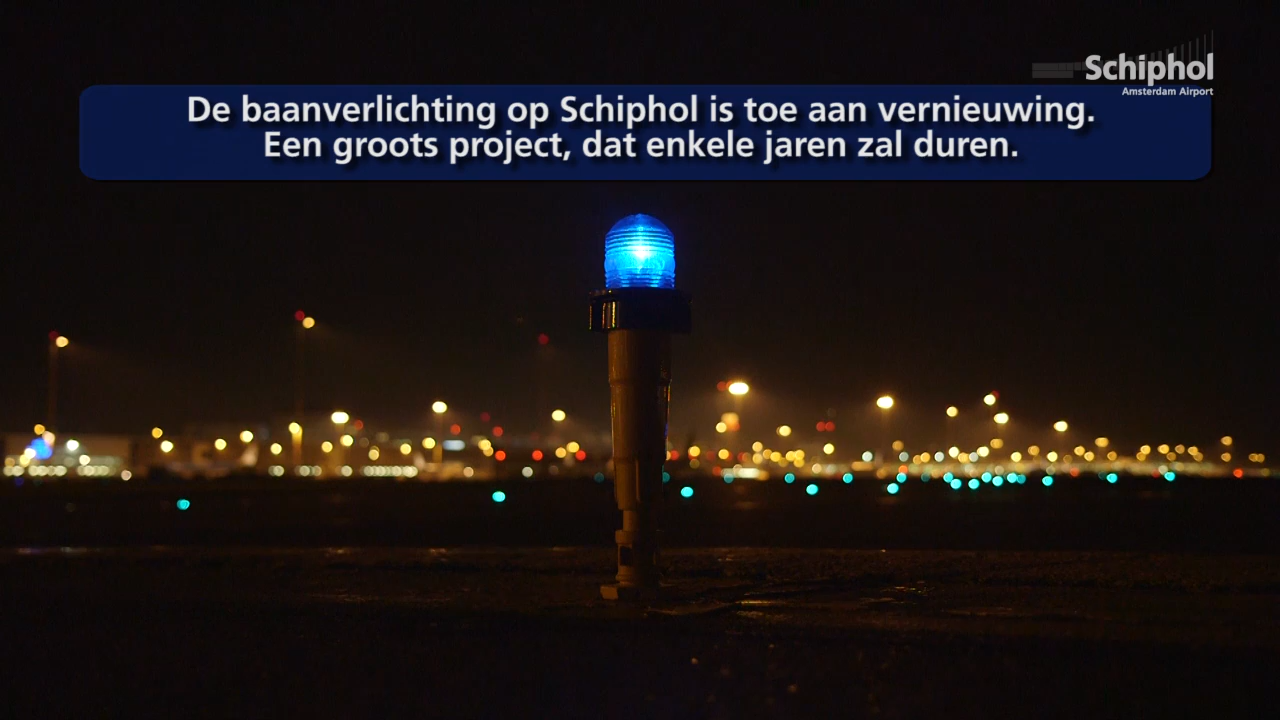 Schiphol
Amsterdam Airport
De baanverlichting op Schiphol is toe aan vernieuwing.
Een groots project, dat enkele jaren zal duren.